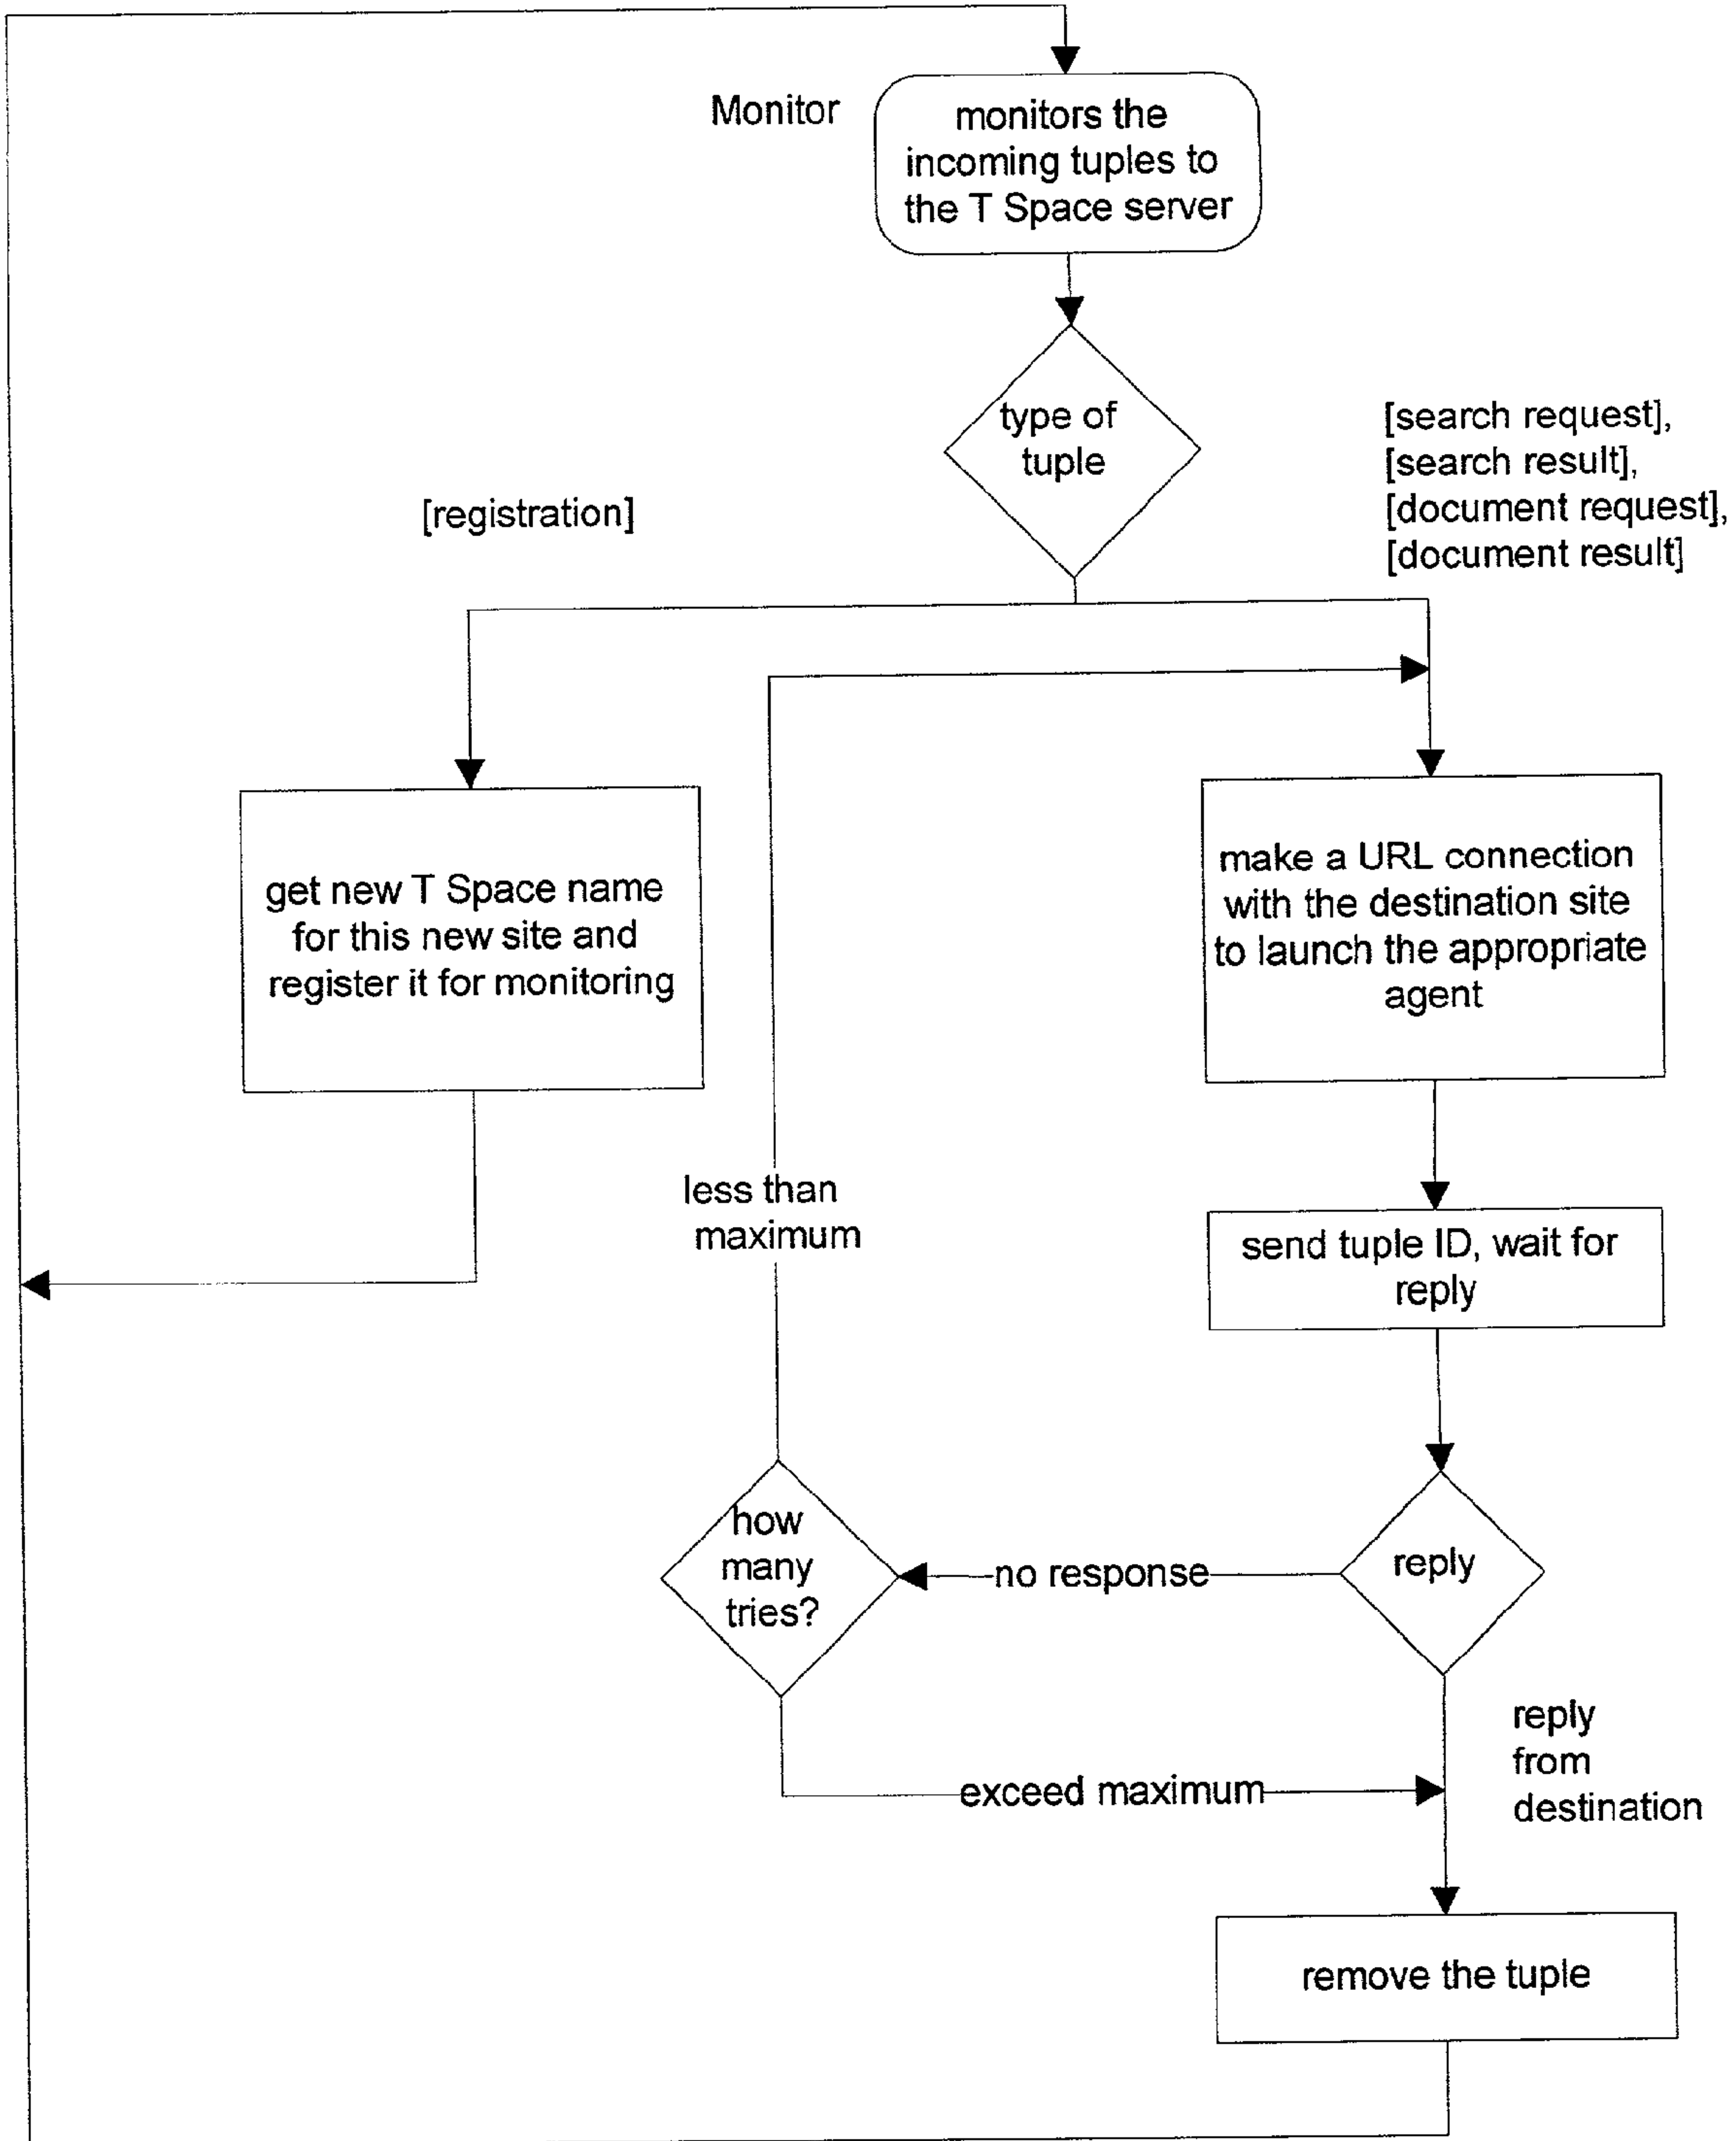 Monitor
monitors the
incoming tuples to
the T Space server
type of
tuple
[search request],
[search result],
[document request],
[document result]
[registration]
get new T Space name
for this new site and
register it for monitoring
make a URL connection
with the destination site
to launch the appropriate
agent
less than
maximum
send tuple ID, wait for
reply
how
many
tries?
no response
reply
reply
from
destination
exceed maximum
remove the tuple